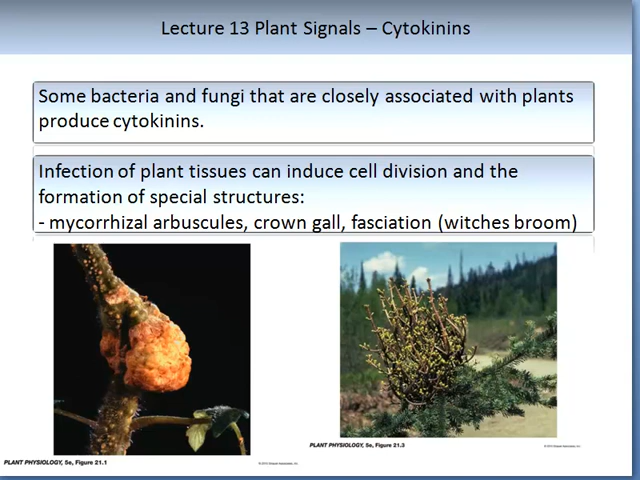 Lecture 13 Plant Signals – Cytokinins
Some bacteria and fungi that are closely associated with plants
produce cytokinins.
Infection of plant tissues can induce cell division and the
formation of special structures:
- mycorrhizal arbuscules, crown gall, fasciation (witches broom)
PLANT PHYSIOLOGY, 5e, Figure 21.3
PLANT PHYSIOLOGY, 5e, Figure 21.1